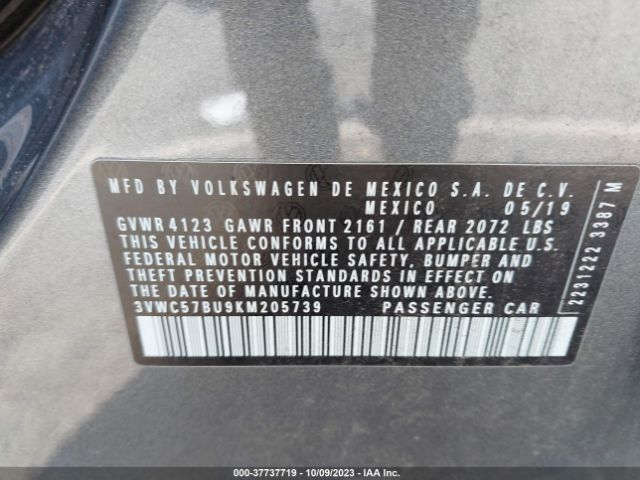 MFD BY VOLKSWAGEN DE MEXICO S.A. DE C.V.
MEXICO 05/19
GVWR 4123 GAWR FRONT 2161 / REAR 2072 LBS
THIS VEHICLE CONFORMS TO ALL APPLICABLE U.S.
FEDERAL MOTOR VEHICLE SAFETY, BUMPER AND
THEFT PREVENTION STANDARDS IN EFFECT ON
THE DATE OF MANUFACTURE SHOWN ABOVE.
3VWC57BU9KM205739 PASSENGER CAR
2231222 3387 M
© - 37737719 - 10/09/2023 - IAA Inc.